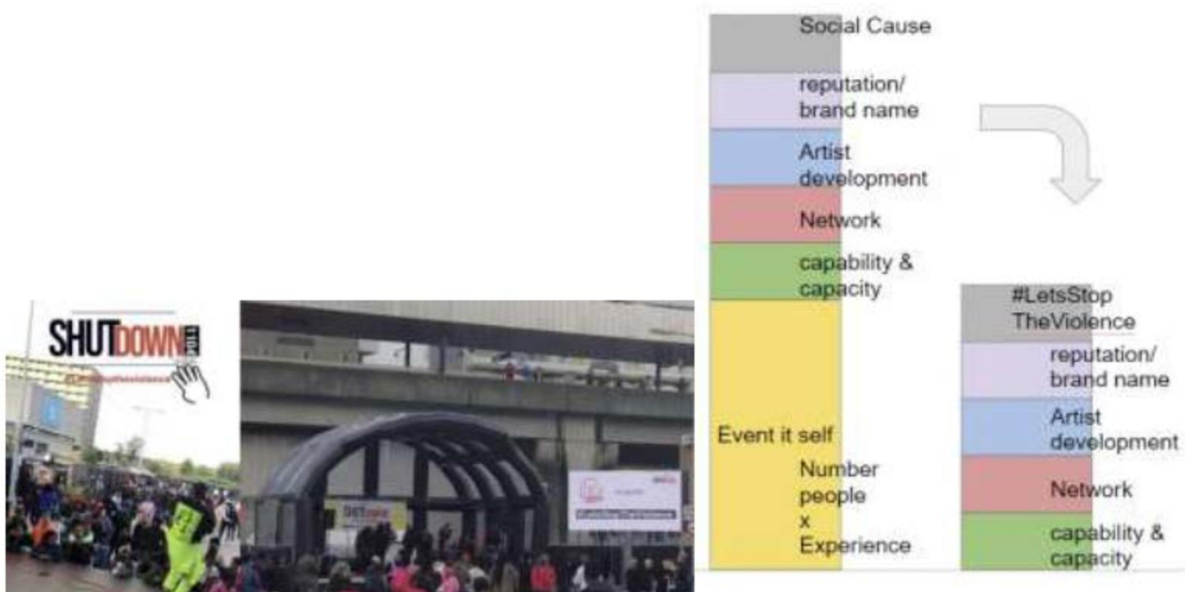 SHUTDOWN
SHUTDOWN
Social Cause
reputation/
brand name
Artist
development
Network
capability &
capacity
Event it self
Number
people
x
Experience
#LetsStop
TheViolence
reputation/
brand name
Artist
development
Network
capability &
capacity